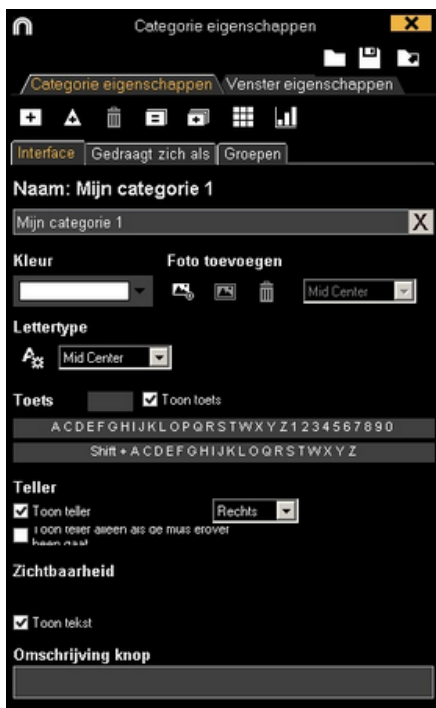 Categorie eigenschappen
Categorie eigenschappen Venster eigenschappen
Interface Gedraagt zich als Groepen
Naam: Mijn categorie 1
Mijn categorie 1 X
Kleur Foto toevoegen
Mid Center
Lettertype
Mid Center
Toets Toon toets
A C D E F G H I J K L O P Q R S T W X Y Z 1 2 3 4 5 6 7 8 9 0
Shift + A C D E F G H I J K L O Q R S T W X Y Z
Teller
Toon teller Rechts
Toon teller alleen als de muis erover
heen gaat
Zichtbaarheid
Toon tekst
Omschrijving knop